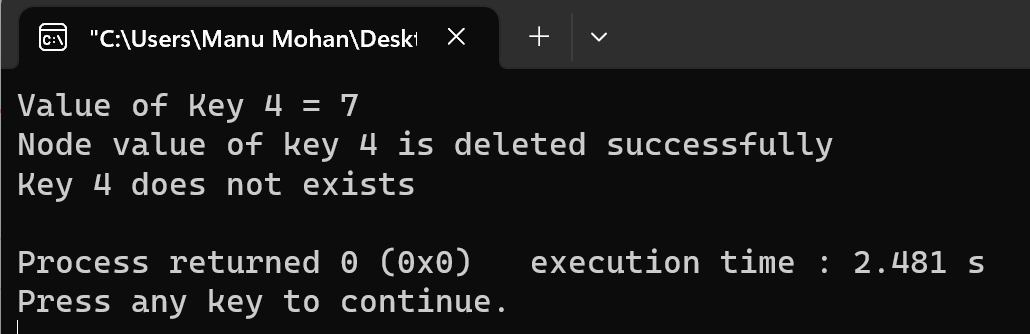 "C:\Users\Manu Mohan\Deskt
Value of Key 4 = 7
Node value of key 4 is deleted successfully
Key 4 does not exists
Process returned 0 (0x0)   execution time : 2.481 s
Press any key to continue.